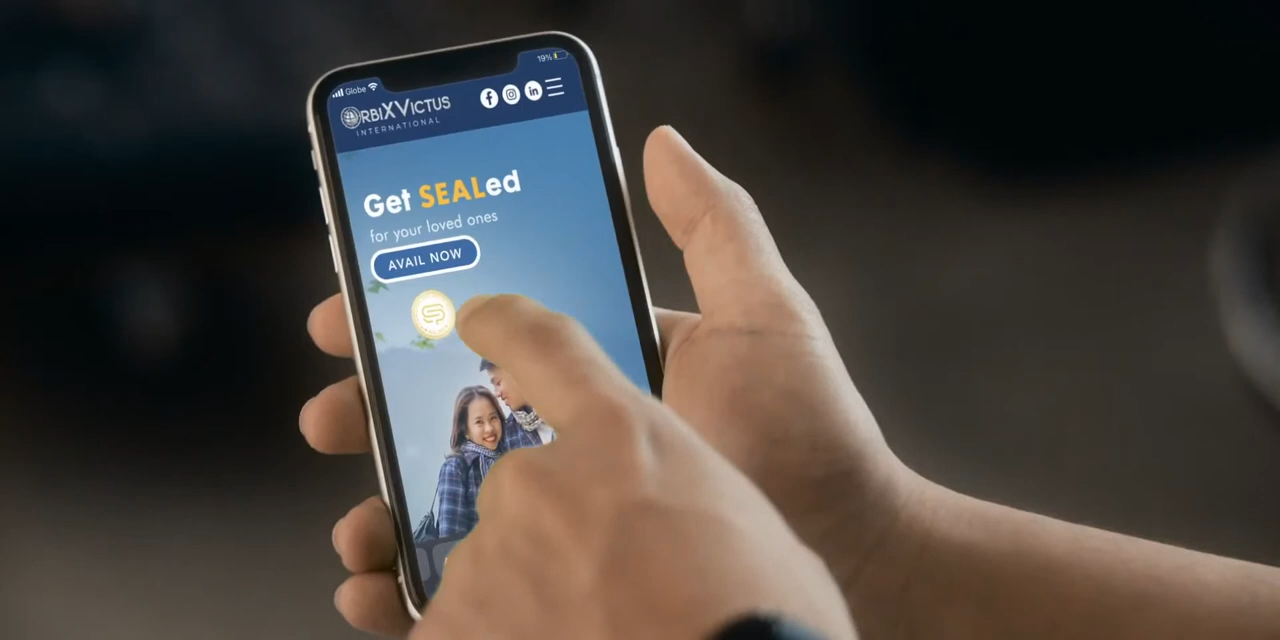 Globe
19%
ORBIXVICTUS
INTERNATIONAL
Get SEALed
for your loved ones
AVAIL NOW